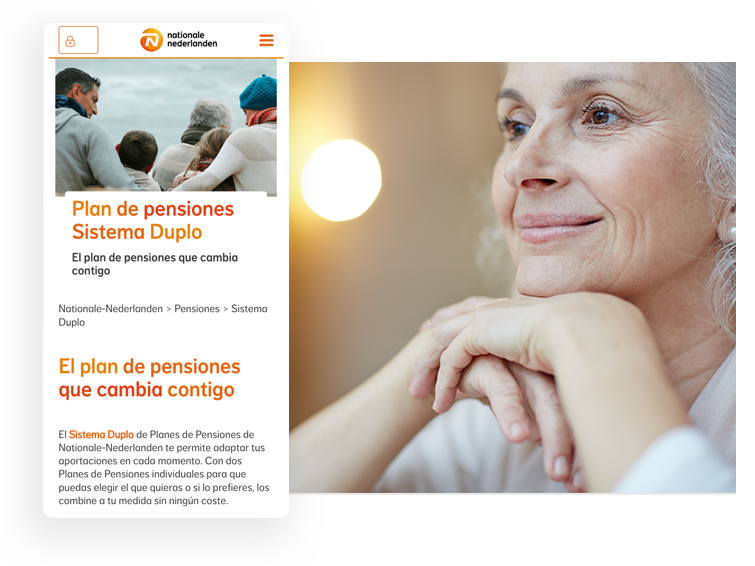 nationale
nederlanden
Plan de pensiones
Sistema Duplo
El plan de pensiones que cambia
contigo
Nationale-Nederlanden > Pensiones > Sistema
Duplo
El plan de pensiones
que cambia contigo
El Sistema Duplo de Planes de Pensiones de
Nationale-Nederlanden te permite adaptar tus
aportaciones en cada momento. Con dos
Planes de Pensiones individuales para que
puedas elegir el que quieras o si lo prefieres, los
combine a tu medida sin ningún coste.